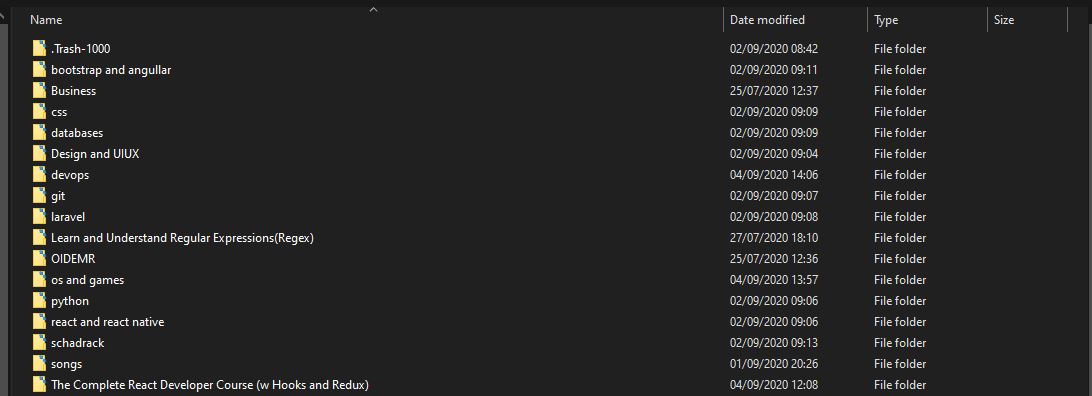 Name Date modified Type Size
.Trash-1000 02/09/2020 08:42 File folder
bootstrap and angullar 02/09/2020 09:11 File folder
Business 25/07/2020 12:37 File folder
css 02/09/2020 09:09 File folder
databases 02/09/2020 09:09 File folder
Design and UIUX 02/09/2020 09:04 File folder
devops 04/09/2020 14:06 File folder
git 02/09/2020 09:07 File folder
laravel 02/09/2020 09:08 File folder
Learn and Understand Regular Expressions(Regex) 27/07/2020 18:10 File folder
OIDEMR 25/07/2020 12:36 File folder
os and games 04/09/2020 13:57 File folder
python 02/09/2020 09:06 File folder
react and react native 02/09/2020 09:06 File folder
schadrack 02/09/2020 09:13 File folder
songs 01/09/2020 20:26 File folder
The Complete React Developer Course (w Hooks and Redux) 04/09/2020 12:08 File folder